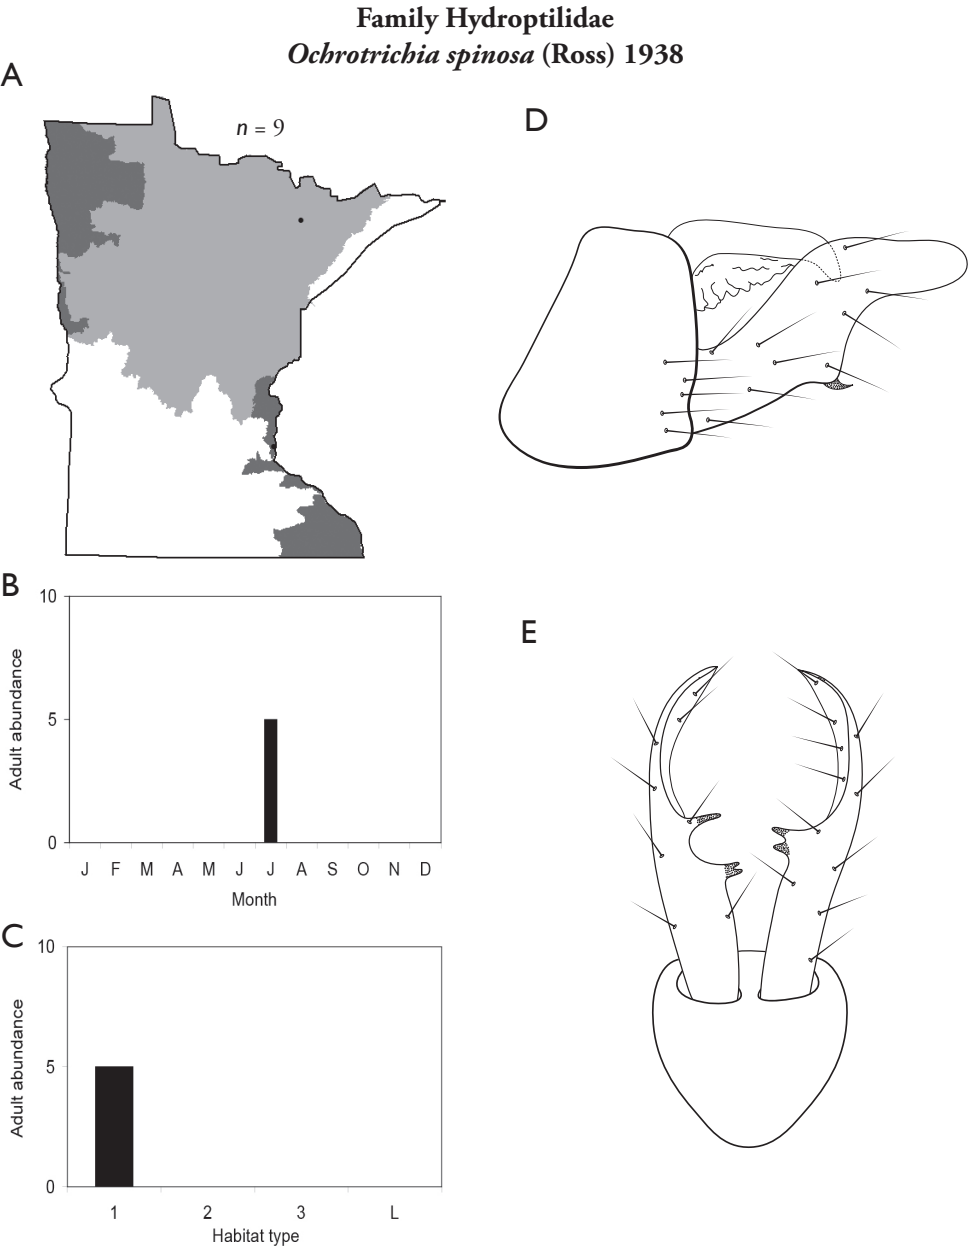 Family Hydroptilidae
Ochrotrichia spinosa (Ross) 1938
A
n = 9
B
10
5
0
Adult abundance
J F M A M J J A S O N D
Month
C
10
5
0
Adult abundance
1 2 3 L
Habitat type
D
E